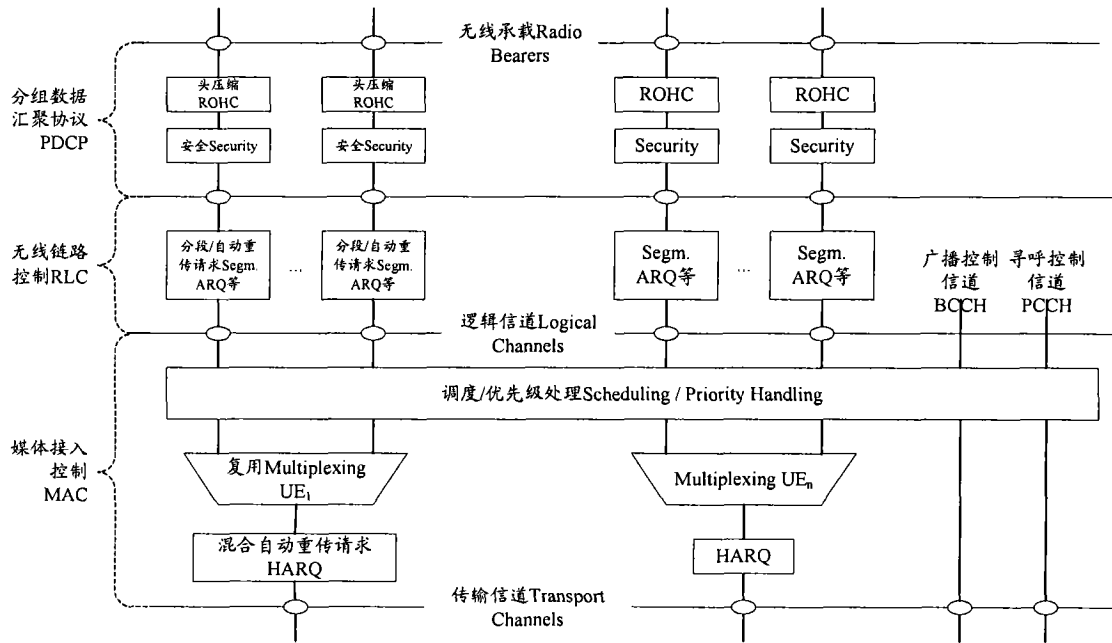 无线承载Radio
Bearers
头压缩
ROHC
头压缩
ROHC
ROHC
ROHC
分组数据
汇聚协议
PDCP
安全Security
安全Security
Security
Security
分段/自动重
传请求Segm.
ARQ等
...
分段/自动重
传请求Segm.
ARQ等
Segm.
ARQ等
...
Segm.
ARQ等
无线链路
控制RLC
广播控制
信道
BCCH
寻呼控制
信道
PCCH
逻辑信道Logical
Channels
调度/优先级处理Scheduling / Priority Handling
媒体接入
控制
MAC
复用Multiplexing
UE₁
Multiplexing UEₙ
混合自动重传请求
HARQ
HARQ
传输信道Transport
Channels